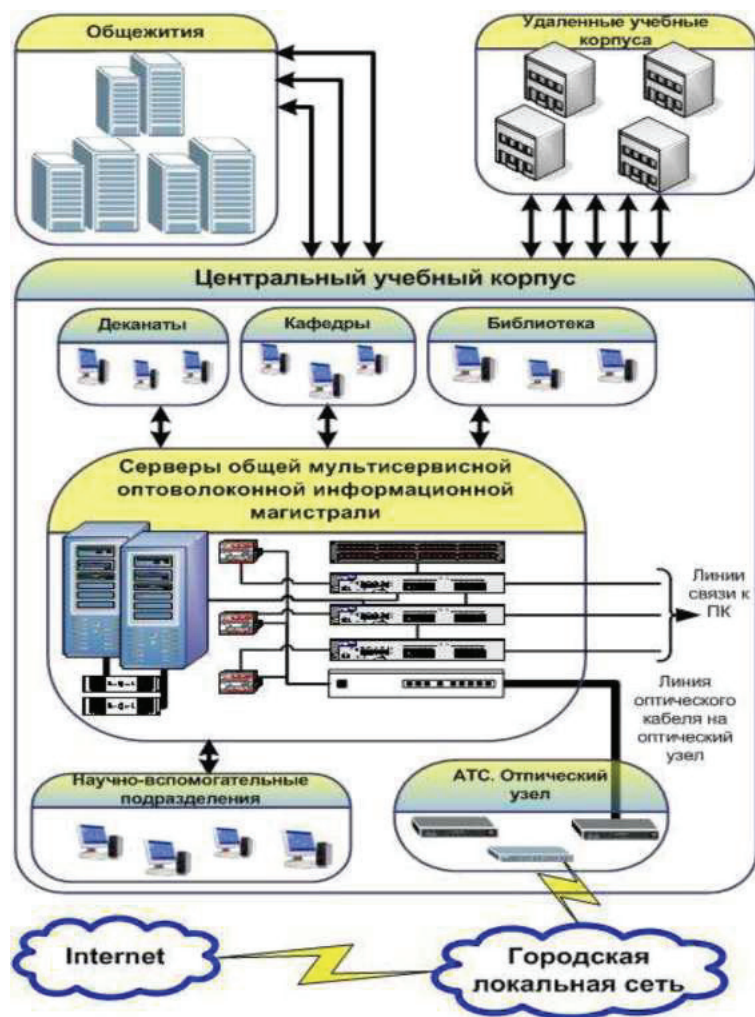 Общежития
Удаленные учебные
корпуса
Центральный учебный корпус
Деканаты
Кафедры
Библиотека
Серверы общей мультисервисной
оптоволоконной информационной
магистрали
Линии
связи к
ПК
Линия
оптического
кабеля на
оптический
узел
Научно-вспомогательные
подразделения
АТС. Отпический
узел
Internet
Городская
локальная сеть